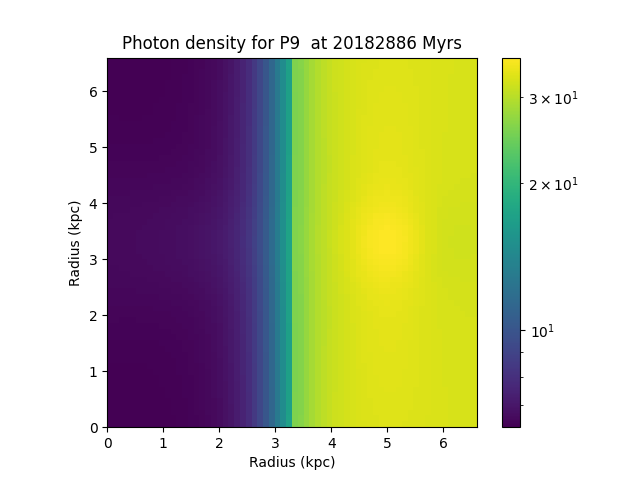 Photon density for P9 at 20182886 Myrs
6
5
4
3
2
1
0
Radius (kpc)
0 1 2 3 4 5 6
Radius (kpc)
3 × 10¹
2 × 10¹
10¹